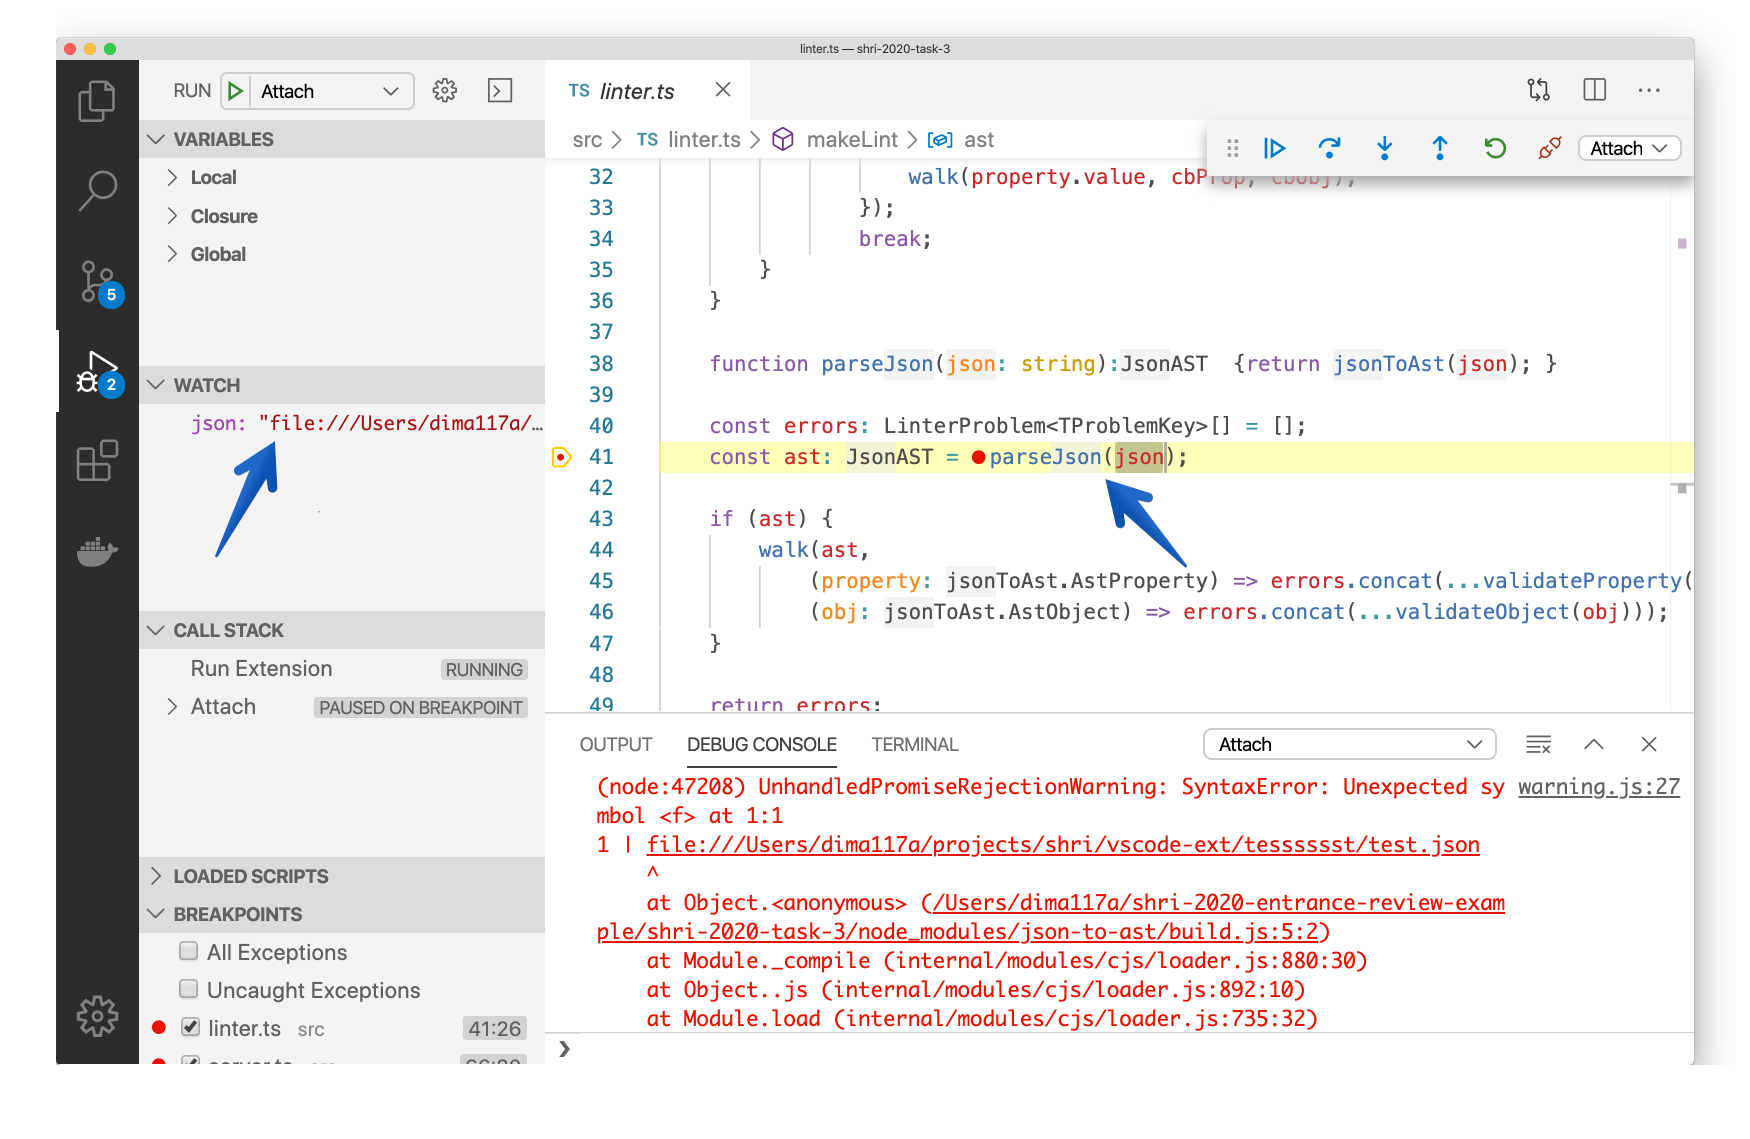 linter.ts — shri-2020-task-3
RUN Attach
VARIABLES
Local
Closure
Global
5
2
WATCH
json: "file:///Users/dima117a/…
CALL STACK
Run Extension RUNNING
Attach PAUSED ON BREAKPOINT
LOADED SCRIPTS
BREAKPOINTS
All Exceptions
Uncaught Exceptions
linter.ts src 41:26
server.ts src
TS linter.ts
src > TS linter.ts > makeLint > ast
Attach
32 walk(property.value, cbProp, cbObj);
33 });
34 break;
35 }
36 }
37
38 function parseJson(json: string):JsonAST {return jsonToAst(json); }
39
40 const errors: LinterProblem<TProblemKey>[] = [];
41 const ast: JsonAST = parseJson(json);
42
43 if (ast) {
44 walk(ast,
45 (property: jsonToAst.AstProperty) => errors.concat(...validateProperty(
46 (obj: jsonToAst.AstObject) => errors.concat(...validateObject(obj)));
47 }
48
49 return errors;
OUTPUT DEBUG CONSOLE TERMINAL Attach
(node:47208) UnhandledPromiseRejectionWarning: SyntaxError: Unexpected sy warning.js:27
mbol <f> at 1:1
1 | file:///Users/dima117a/projects/shri/vscode-ext/tesssssst/test.json
^
at Object.<anonymous> (/Users/dima117a/shri-2020-entrance-review-exam
ple/shri-2020-task-3/node_modules/json-to-ast/build.js:5:2)
at Module._compile (internal/modules/cjs/loader.js:880:30)
at Object..js (internal/modules/cjs/loader.js:892:10)
at Module.load (internal/modules/cjs/loader.js:735:32)